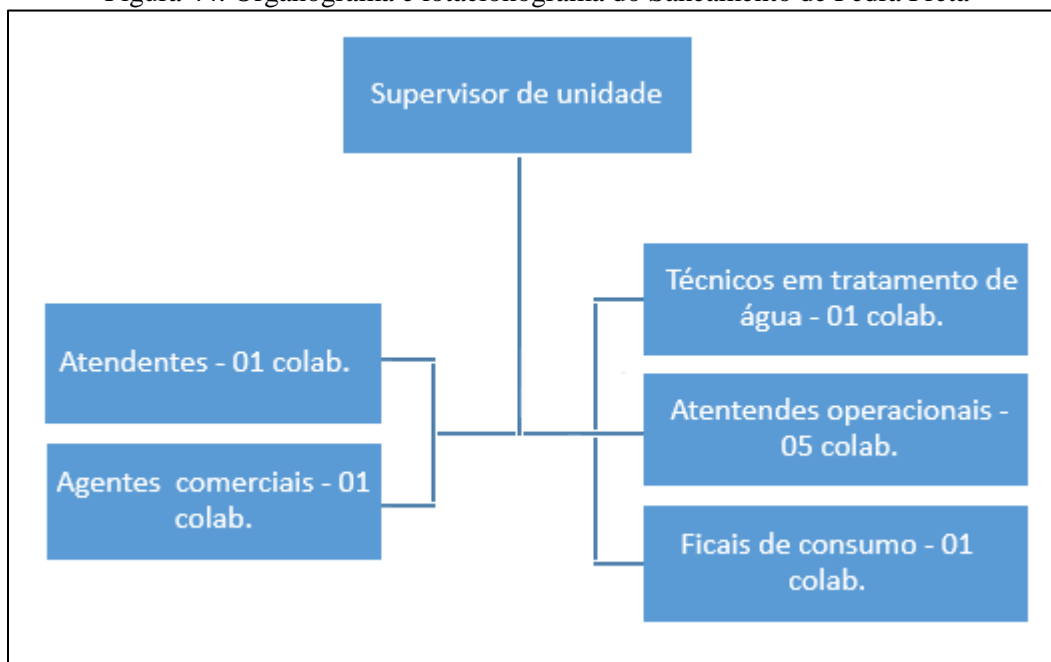 Supervisor de unidade
Atendentes - 01 colab.
Agentes comerciais - 01
colab.
Técnicos em tratamento de
água - 01 colab.
Atentendes operacionais -
05 colab.
Ficais de consumo - 01
colab.